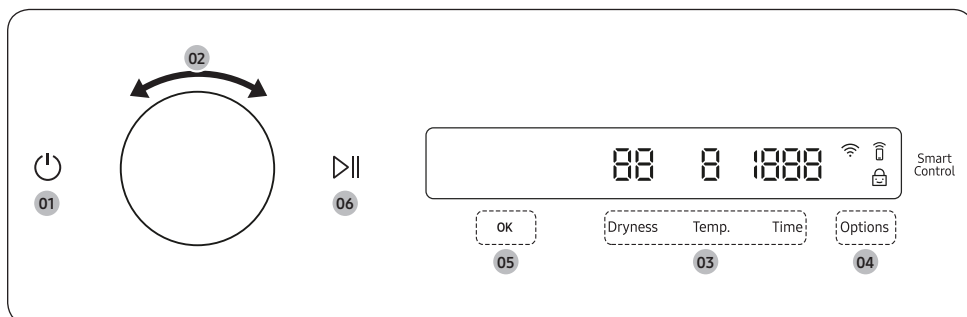 02
88 8 1888
Smart
Control
01
06
OK
Dryness Temp. Time
Options
05
03
04